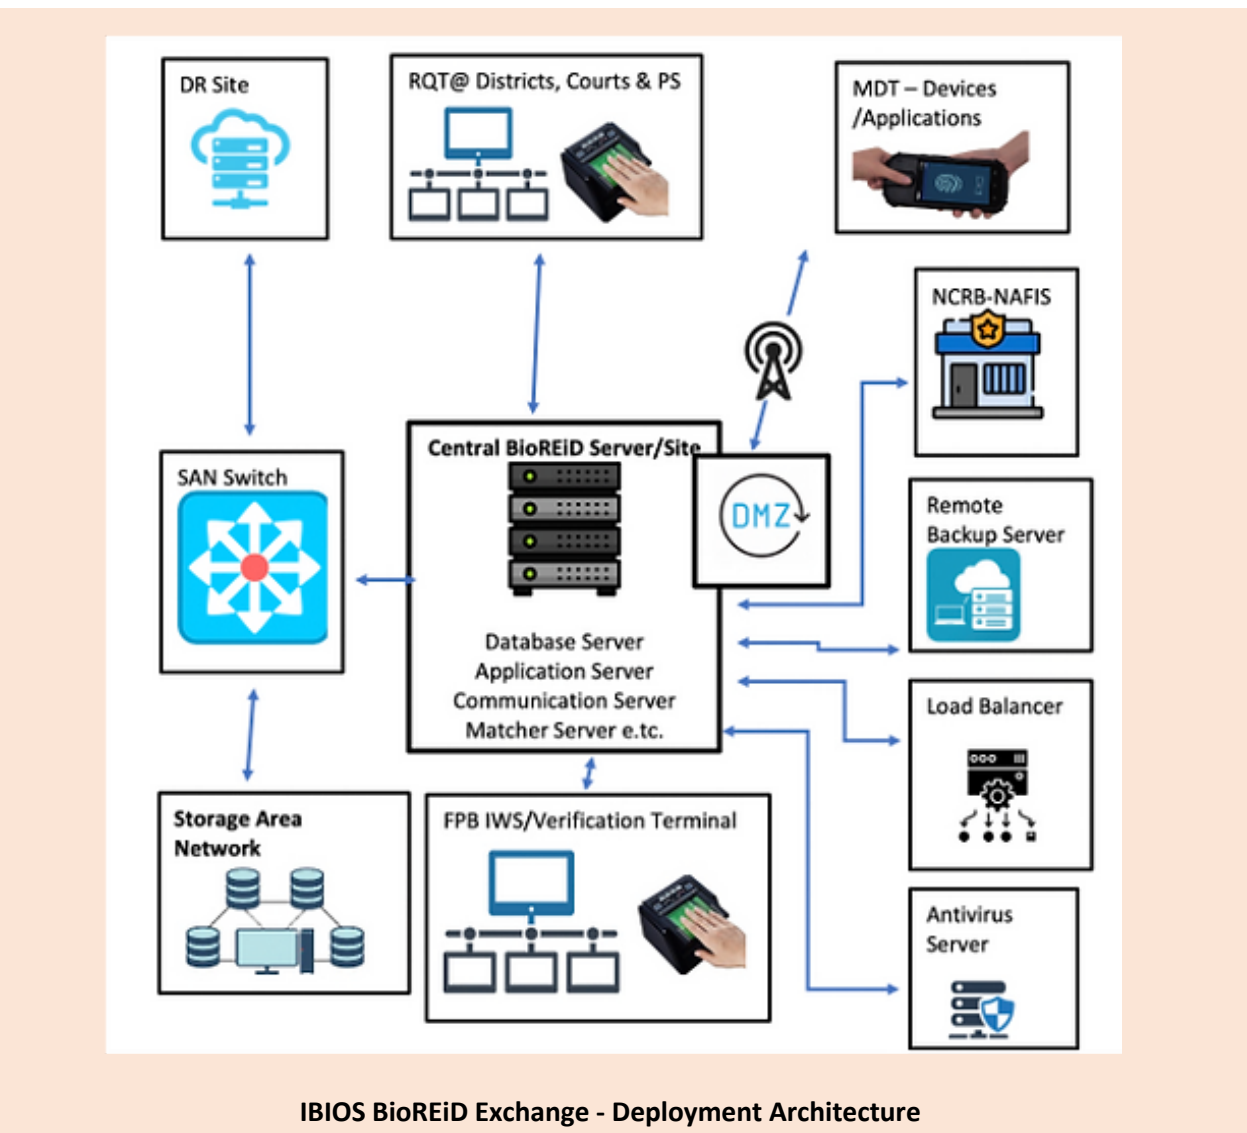 DR Site
RQT@ Districts, Courts & PS
MDT – Devices
/Applications
NCRB-NAFIS
SAN Switch
Central BioREiD Server/Site
DMZ
Database Server
Application Server
Communication Server
Matcher Server e.tc.
Remote
Backup Server
Load Balancer
Storage Area
Network
FPB IWS/Verification Terminal
Antivirus
Server
IBIOS BioREiD Exchange - Deployment Architecture